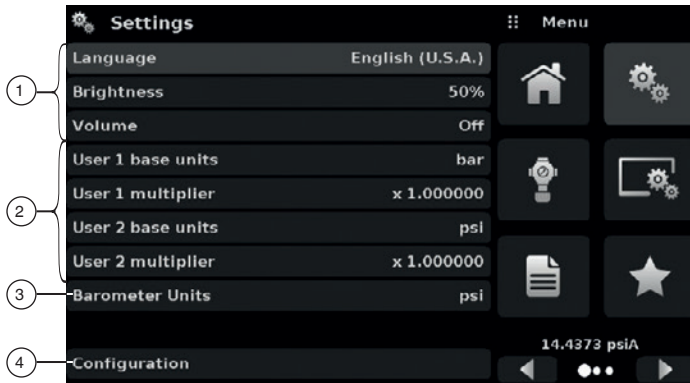 Settings
Menu
1
Language English (U.S.A.)
Brightness 50%
Volume Off
2
User 1 base units bar
User 1 multiplier x 1.000000
User 2 base units psi
User 2 multiplier x 1.000000
3
Barometer Units psi
14.4373 psiA
4
Configuration